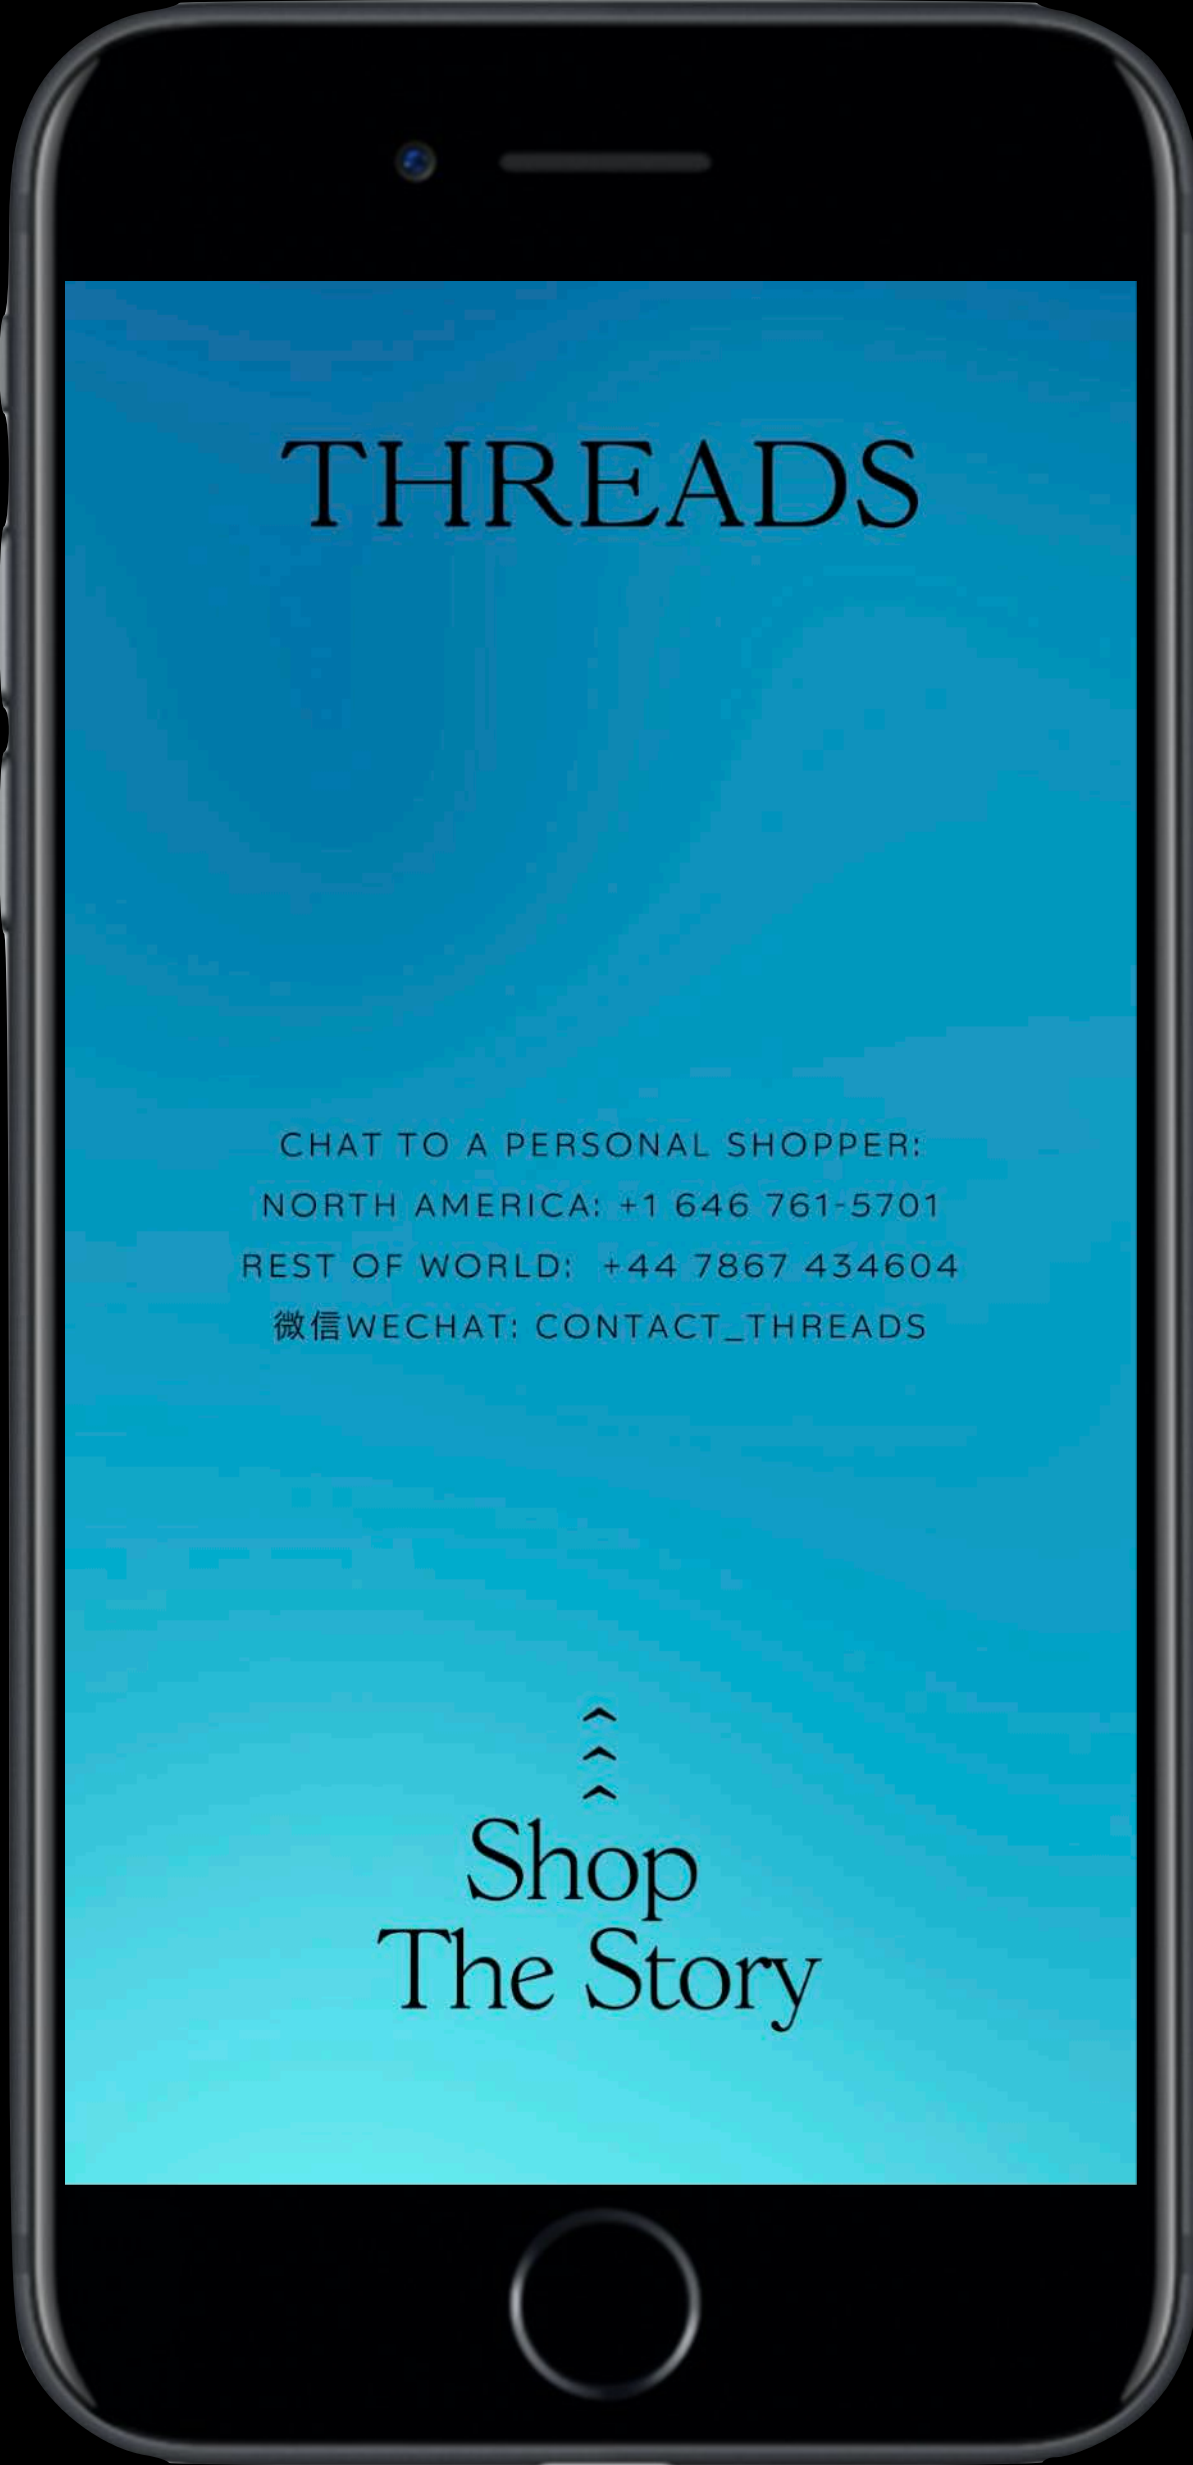 THREADS
CHAT TO A PERSONAL SHOPPER:
NORTH AMERICA: +1 646 761-5701
REST OF WORLD: +44 7867 434604
微信WECHAT: CONTACT_THREADS
Shop
The Story